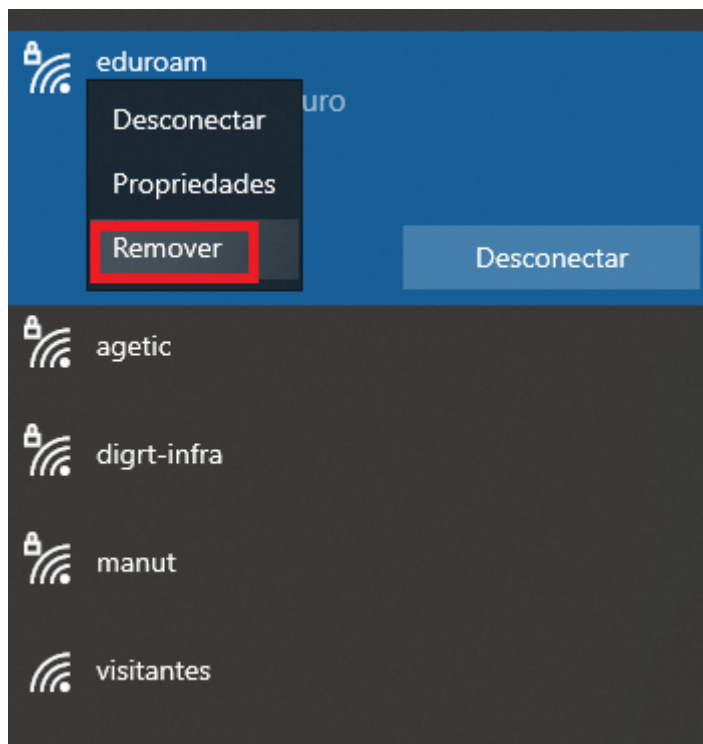 eduroam
uro
Desconectar
Propriedades
Remover
Desconectar
agetic
digrt-infra
manut
visitantes